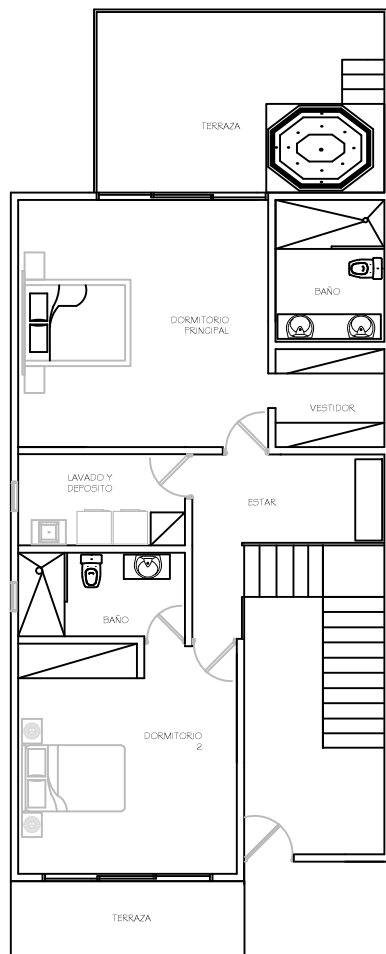 TERRAZA
BAÑO
DORMITORIO
PRINCIPAL
VESTIDOR
LAVADO Y
DEPOSITO
ESTAR
BAÑO
DORMITORIO
2
TERRAZA